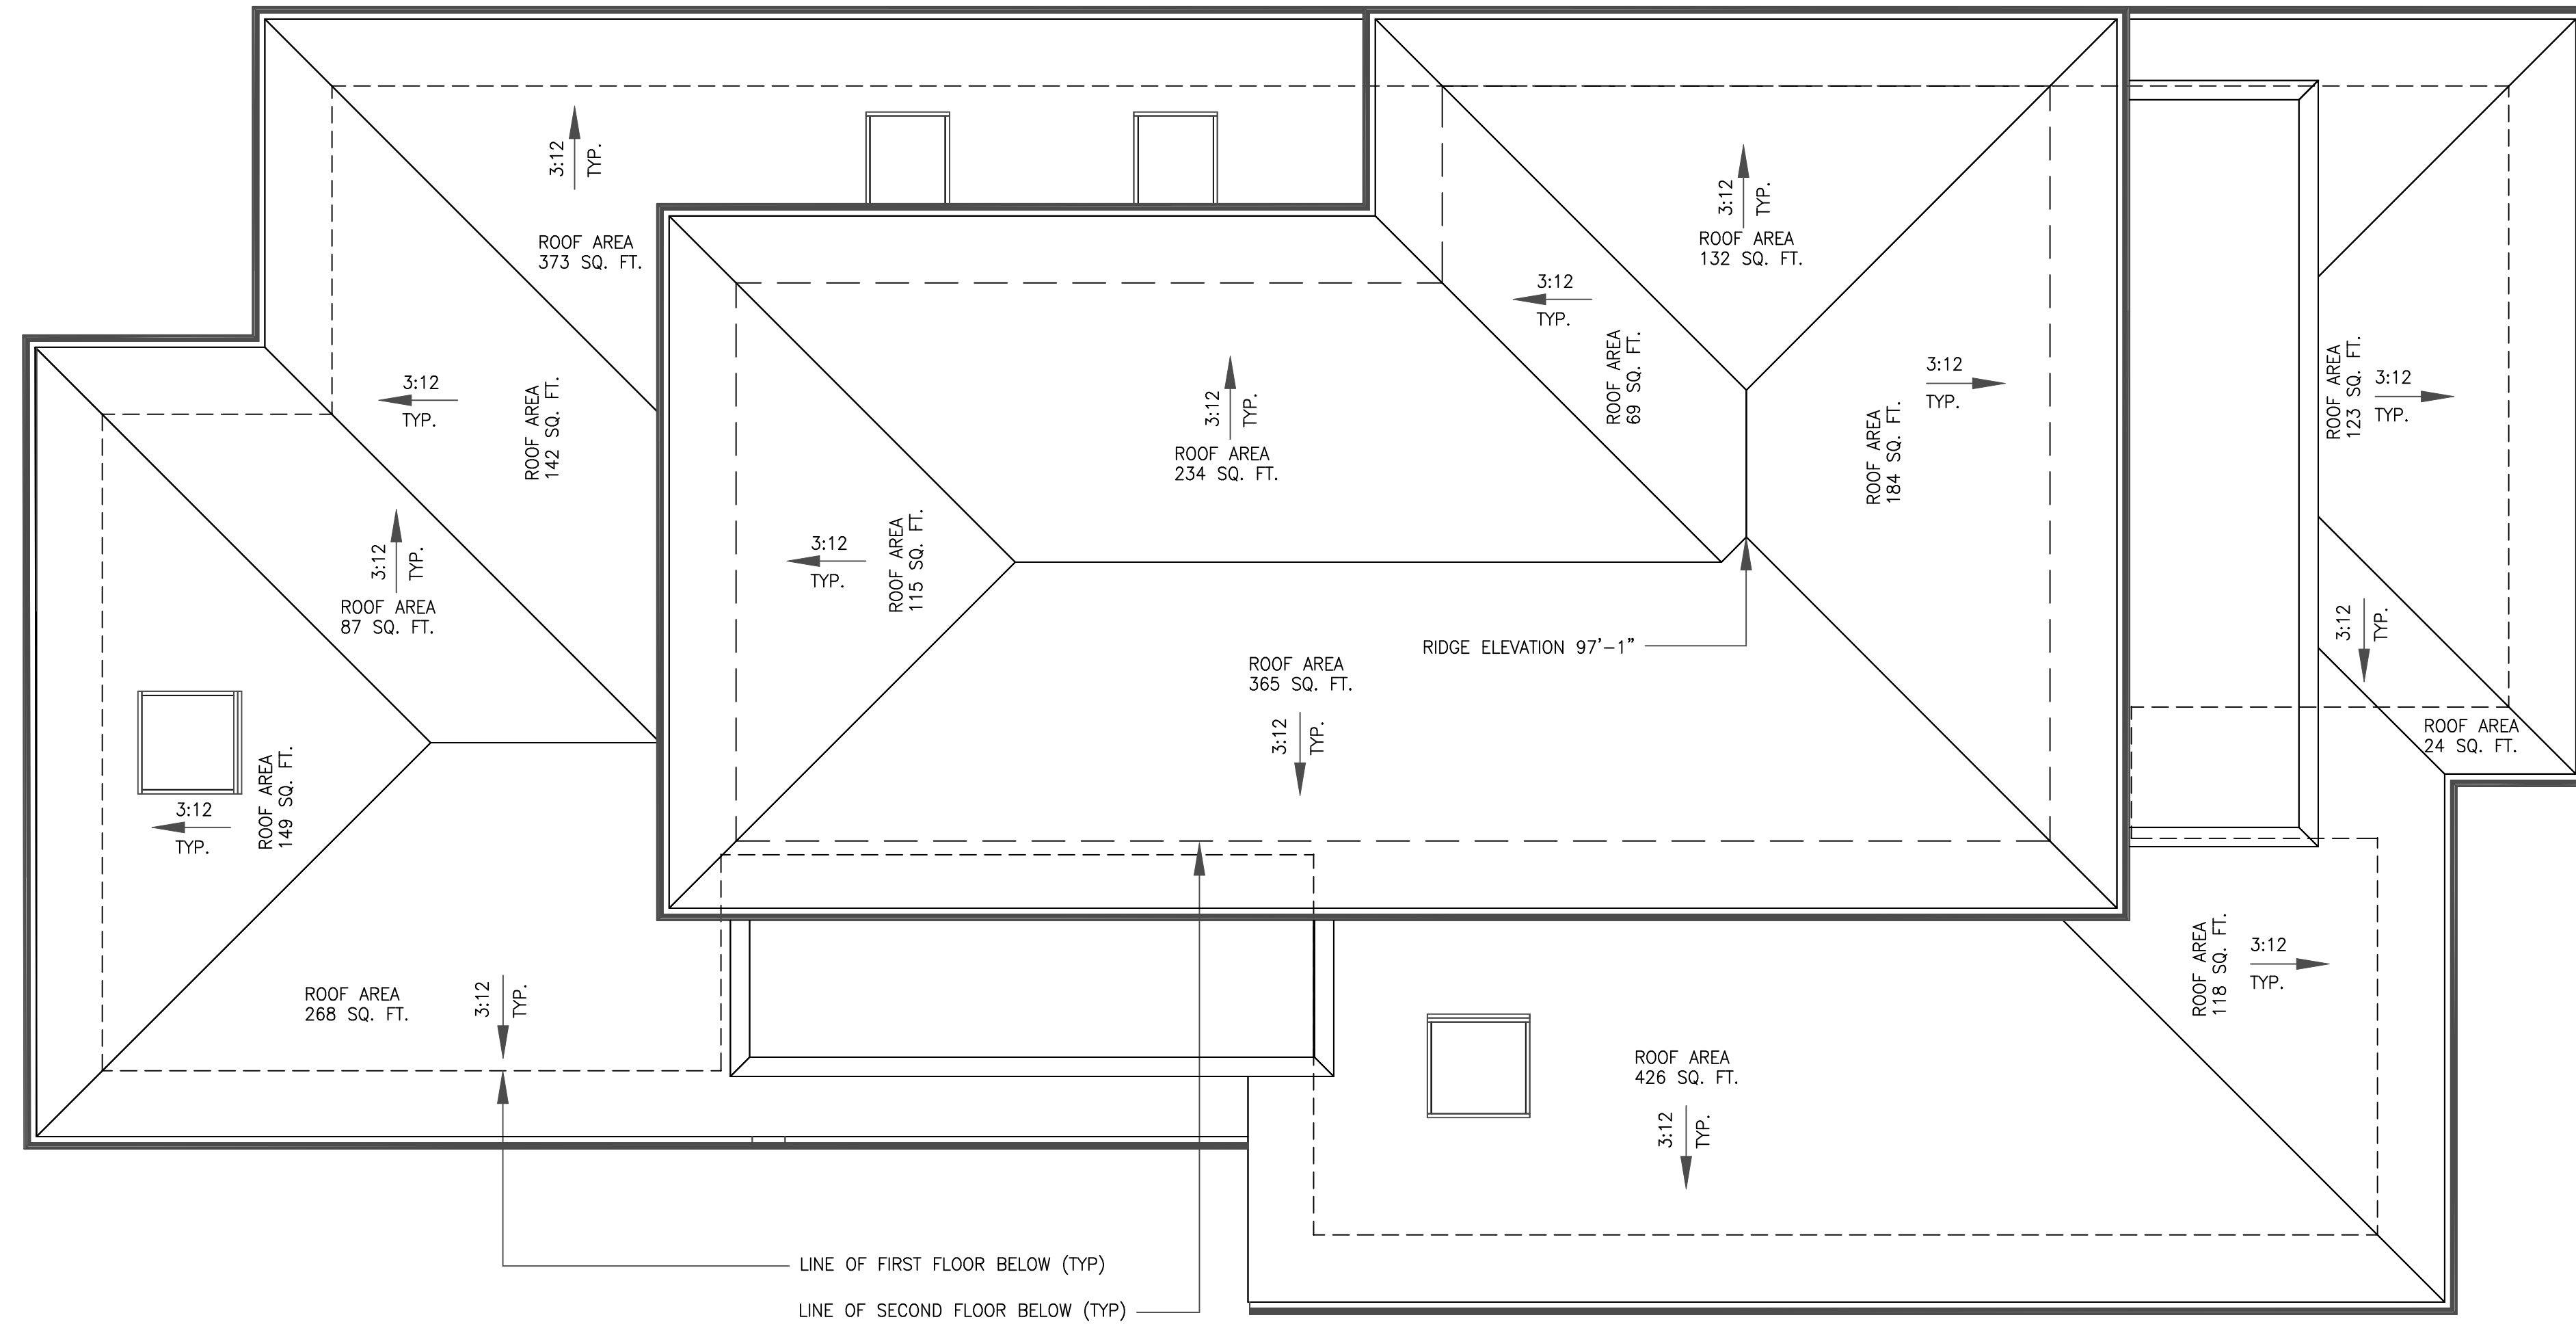 3:12
TYP.
ROOF AREA
373 SQ. FT.
3:12
TYP.
ROOF AREA
132 SQ. FT.
3:12
TYP.
ROOF AREA
69 SQ. FT.
3:12
TYP.
ROOF AREA
142 SQ. FT.
3:12
TYP.
ROOF AREA
234 SQ. FT.
3:12
TYP.
ROOF AREA
184 SQ. FT.
3:12
TYP.
ROOF AREA
123 SQ. FT.
3:12
TYP.
ROOF AREA
87 SQ. FT.
3:12
TYP.
ROOF AREA
115 SQ. FT.
RIDGE ELEVATION 97'-1"
ROOF AREA
365 SQ. FT.
3:12
TYP.
3:12
TYP.
ROOF AREA
24 SQ. FT.
3:12
TYP.
ROOF AREA
149 SQ. FT.
ROOF AREA
268 SQ. FT.
3:12
TYP.
ROOF AREA
118 SQ. FT.
3:12
TYP.
ROOF AREA
426 SQ. FT.
3:12
TYP.
LINE OF FIRST FLOOR BELOW (TYP)
LINE OF SECOND FLOOR BELOW (TYP)